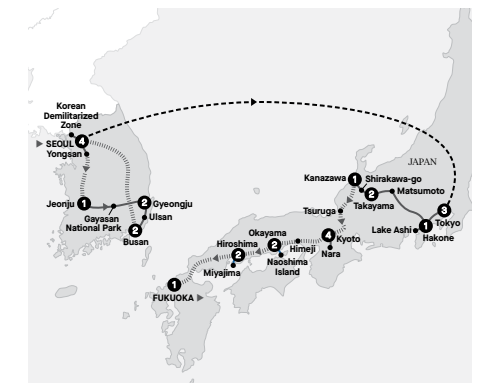 Korean
Demilitarized
Zone
SEOUL 4
Yongsan
Jeonju 1
Gayasan
National Park
2 Gyeongju
Ulsan
2
Busan
JAPAN
Kanazawa 1
Shirakawa-go
2
Takayama
Matsumoto
Tsuruga
3
Tokyo
Lake Ashi 1
Hakone
4 Kyoto
Nara
Okayama
2
Himeji
Naoshima
Island
Hiroshima
2
Miyajima
1
FUKUOKA